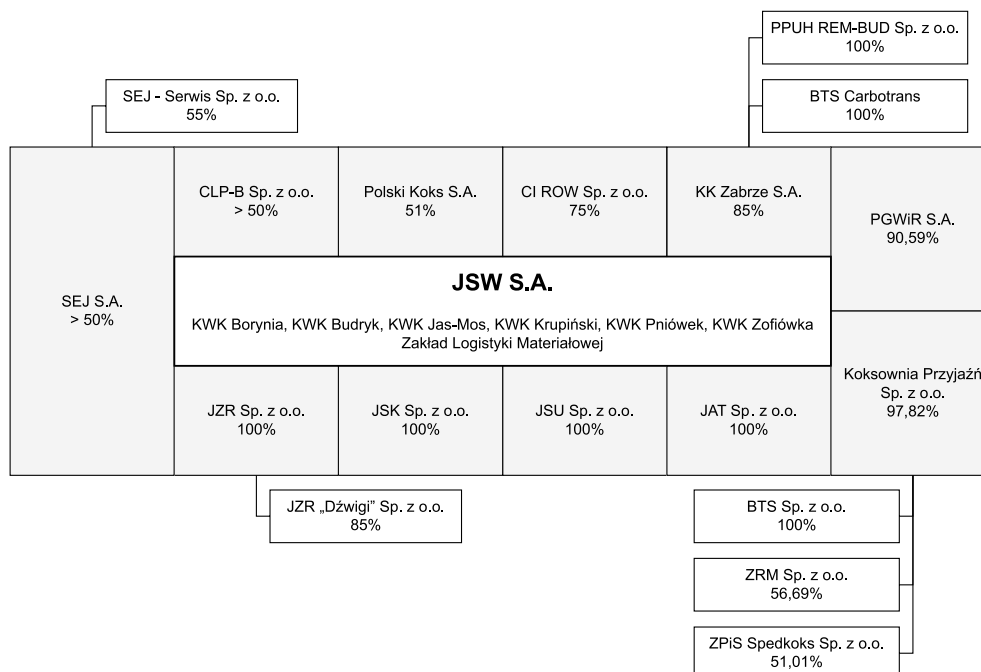 PPUH REM-BUD Sp. z o.o.
100%
SEJ - Serwis Sp. z o.o.
55%
BTS Carbotrans
100%
CLP-B Sp. z o.o.
> 50%
Polski Koks S.A.
51%
CI ROW Sp. z o.o.
75%
KK Zabrze S.A.
85%
PGWiR S.A.
90,59%
SEJ S.A.
> 50%
JSW S.A.
KWK Borynia, KWK Budryk, KWK Jas-Mos, KWK Krupiński, KWK Pniówek, KWK Zofiówka
Zakład Logistyki Materiałowej
Koksownia Przyjaźń
Sp. z o.o.
97,82%
JZR Sp. z o.o.
100%
JSK Sp. z o.o.
100%
JSU Sp. z o.o.
100%
JAT Sp. z o.o.
100%
JZR „Dźwigi” Sp. z o.o.
85%
BTS Sp. z o.o.
100%
ZRM Sp. z o.o.
56,69%
ZPiS Spedkoks Sp. z o.o.
51,01%